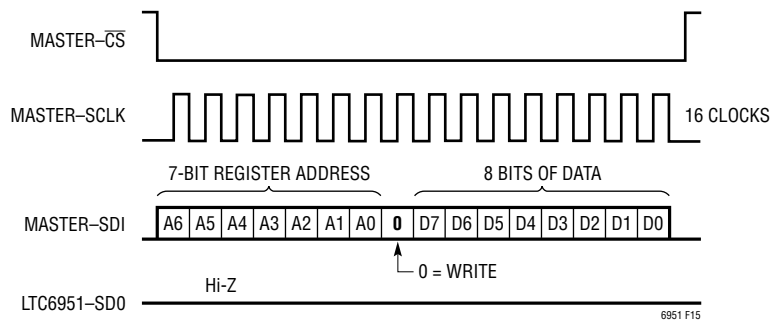 MASTER–CS
MASTER–SCLK
16 CLOCKS
7-BIT REGISTER ADDRESS
8 BITS OF DATA
MASTER–SDI
A6 A5 A4 A3 A2 A1 A0 0 D7 D6 D5 D4 D3 D2 D1 D0
0 = WRITE
Hi-Z
LTC6951–SD0
6951 F15